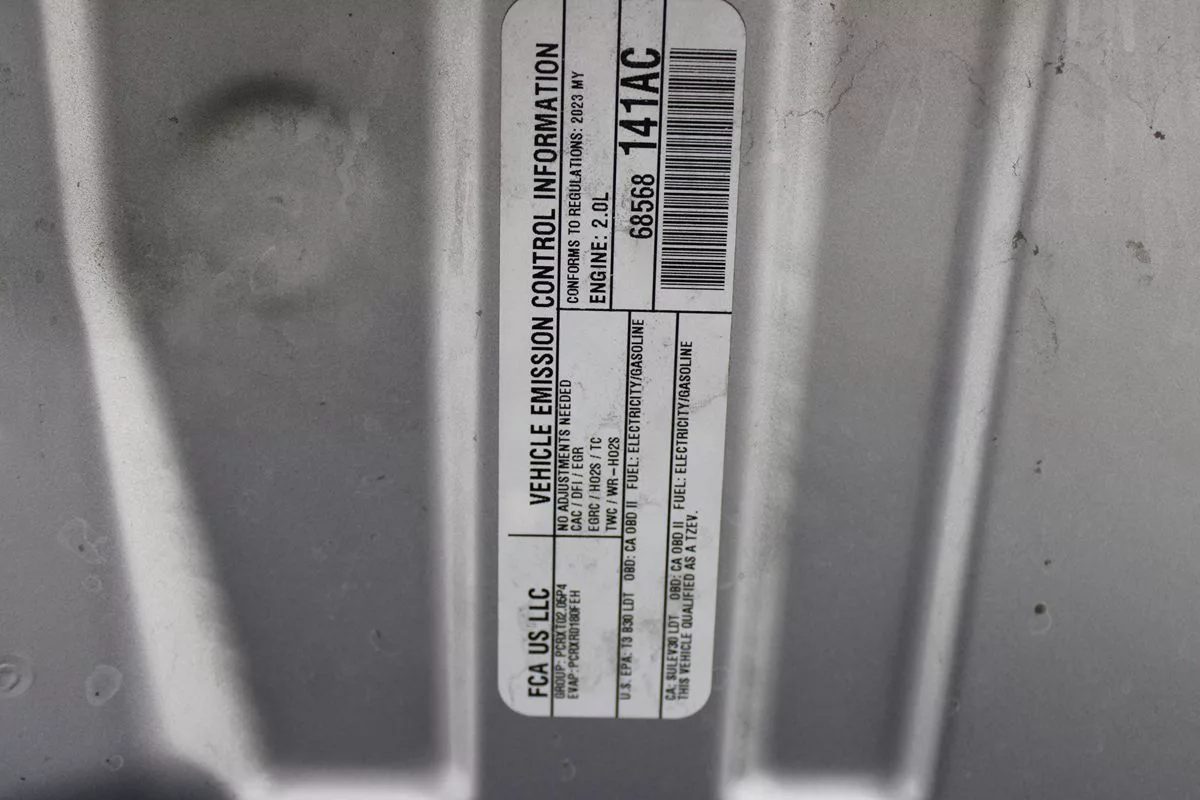 FCA US LLC
VEHICLE EMISSION CONTROL INFORMATION
GROUP: PCRXT02.05P4
EVAP: PCRXR0180FEH
NO ADJUSTMENTS NEEDED
CAC / DFI / EGR
EGRC / HO2S / TC
TWC / WR-HO2S
CONFORMS TO REGULATIONS: 2023 MY
ENGINE: 2.0L
68568 141AC
U.S. EPA: T3 B30 LDT OBD: CA OBD II FUEL: ELECTRICITY/GASOLINE
CA: SULEV30 LDT OBD: CA OBD II FUEL: ELECTRICITY/GASOLINE
THIS VEHICLE QUALIFIED AS A TZEV.